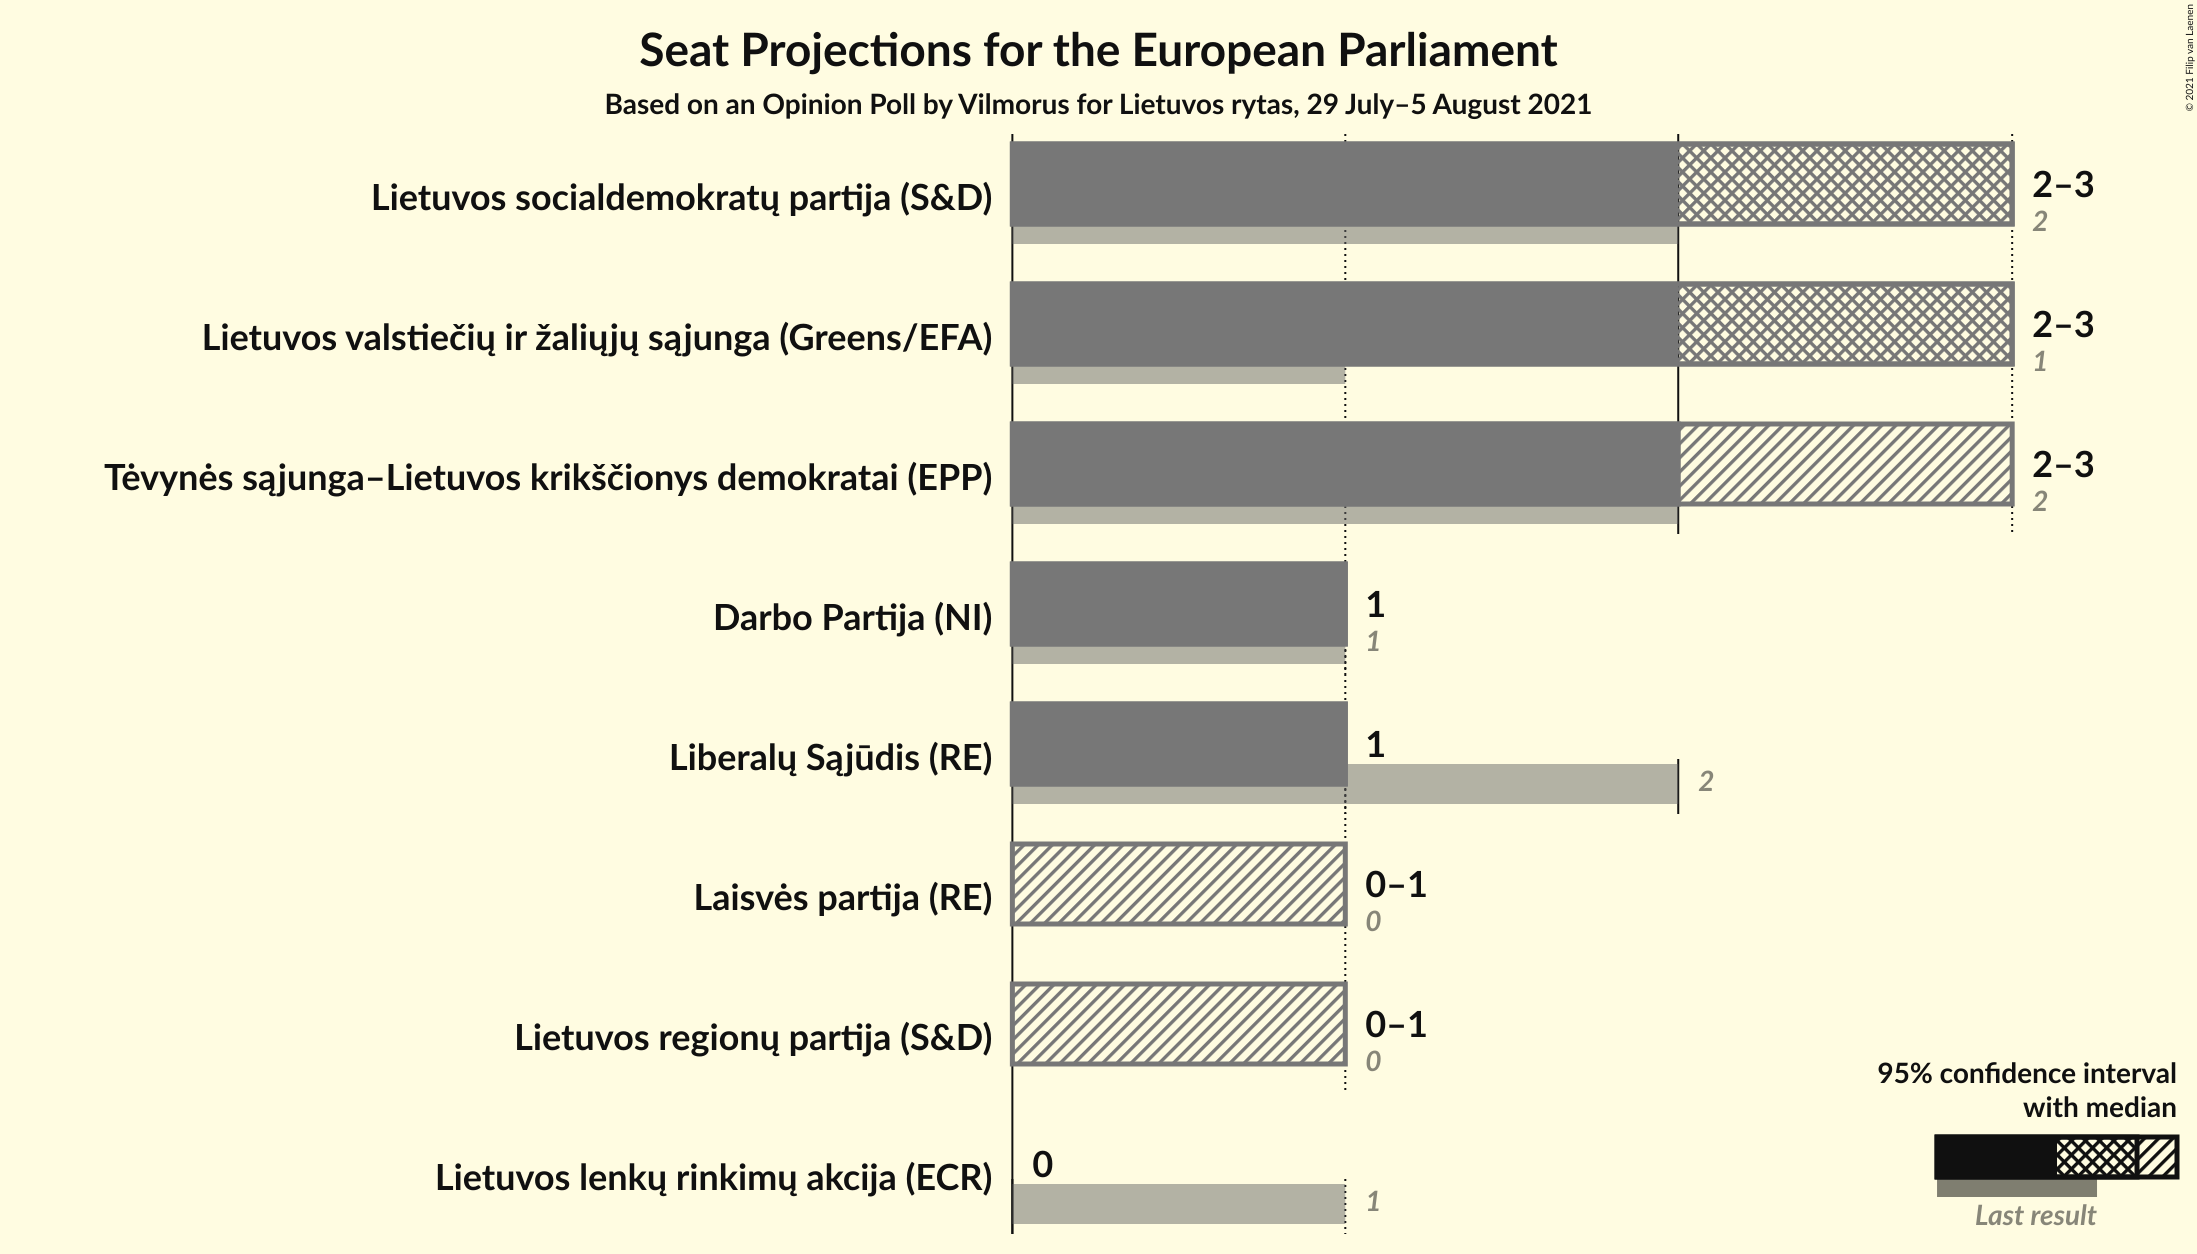 Seat Projections for the European Parliament
Based on an Opinion Poll by Vilmorus for Lietuvos rytas, 29 July–5 August 2021
© 2021 Filip van Laenen
Lietuvos socialdemokratų partija (S&D)
2–3
2
Lietuvos valstiečių ir žaliųjų sąjunga (Greens/EFA)
2–3
1
Tėvynės sąjunga–Lietuvos krikščionys demokratai (EPP)
2–3
2
Darbo Partija (NI)
1
1
Liberalų Sąjūdis (RE)
1
2
Laisvės partija (RE)
0–1
0
Lietuvos regionų partija (S&D)
0–1
0
Lietuvos lenkų rinkimų akcija (ECR)
0
1
95% confidence interval
with median
Last result